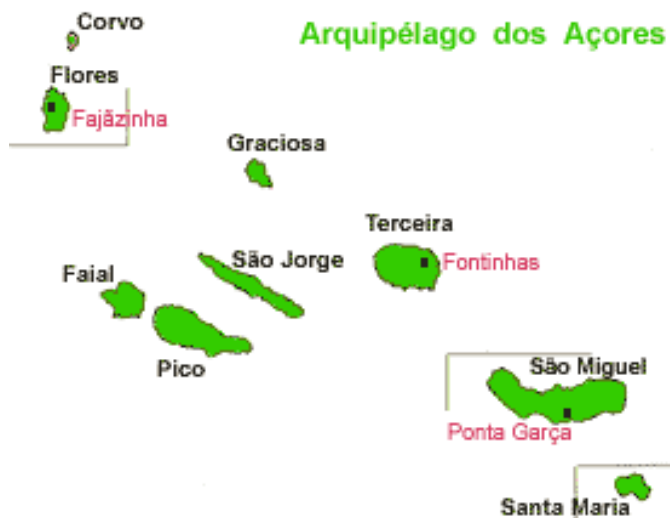 Corvo
Arquipélago dos Açores
Flores
Fajãzinha
Graciosa
Terceira
São Jorge
Fontinhas
Faial
Pico
São Miguel
Ponta Garça
Santa Maria